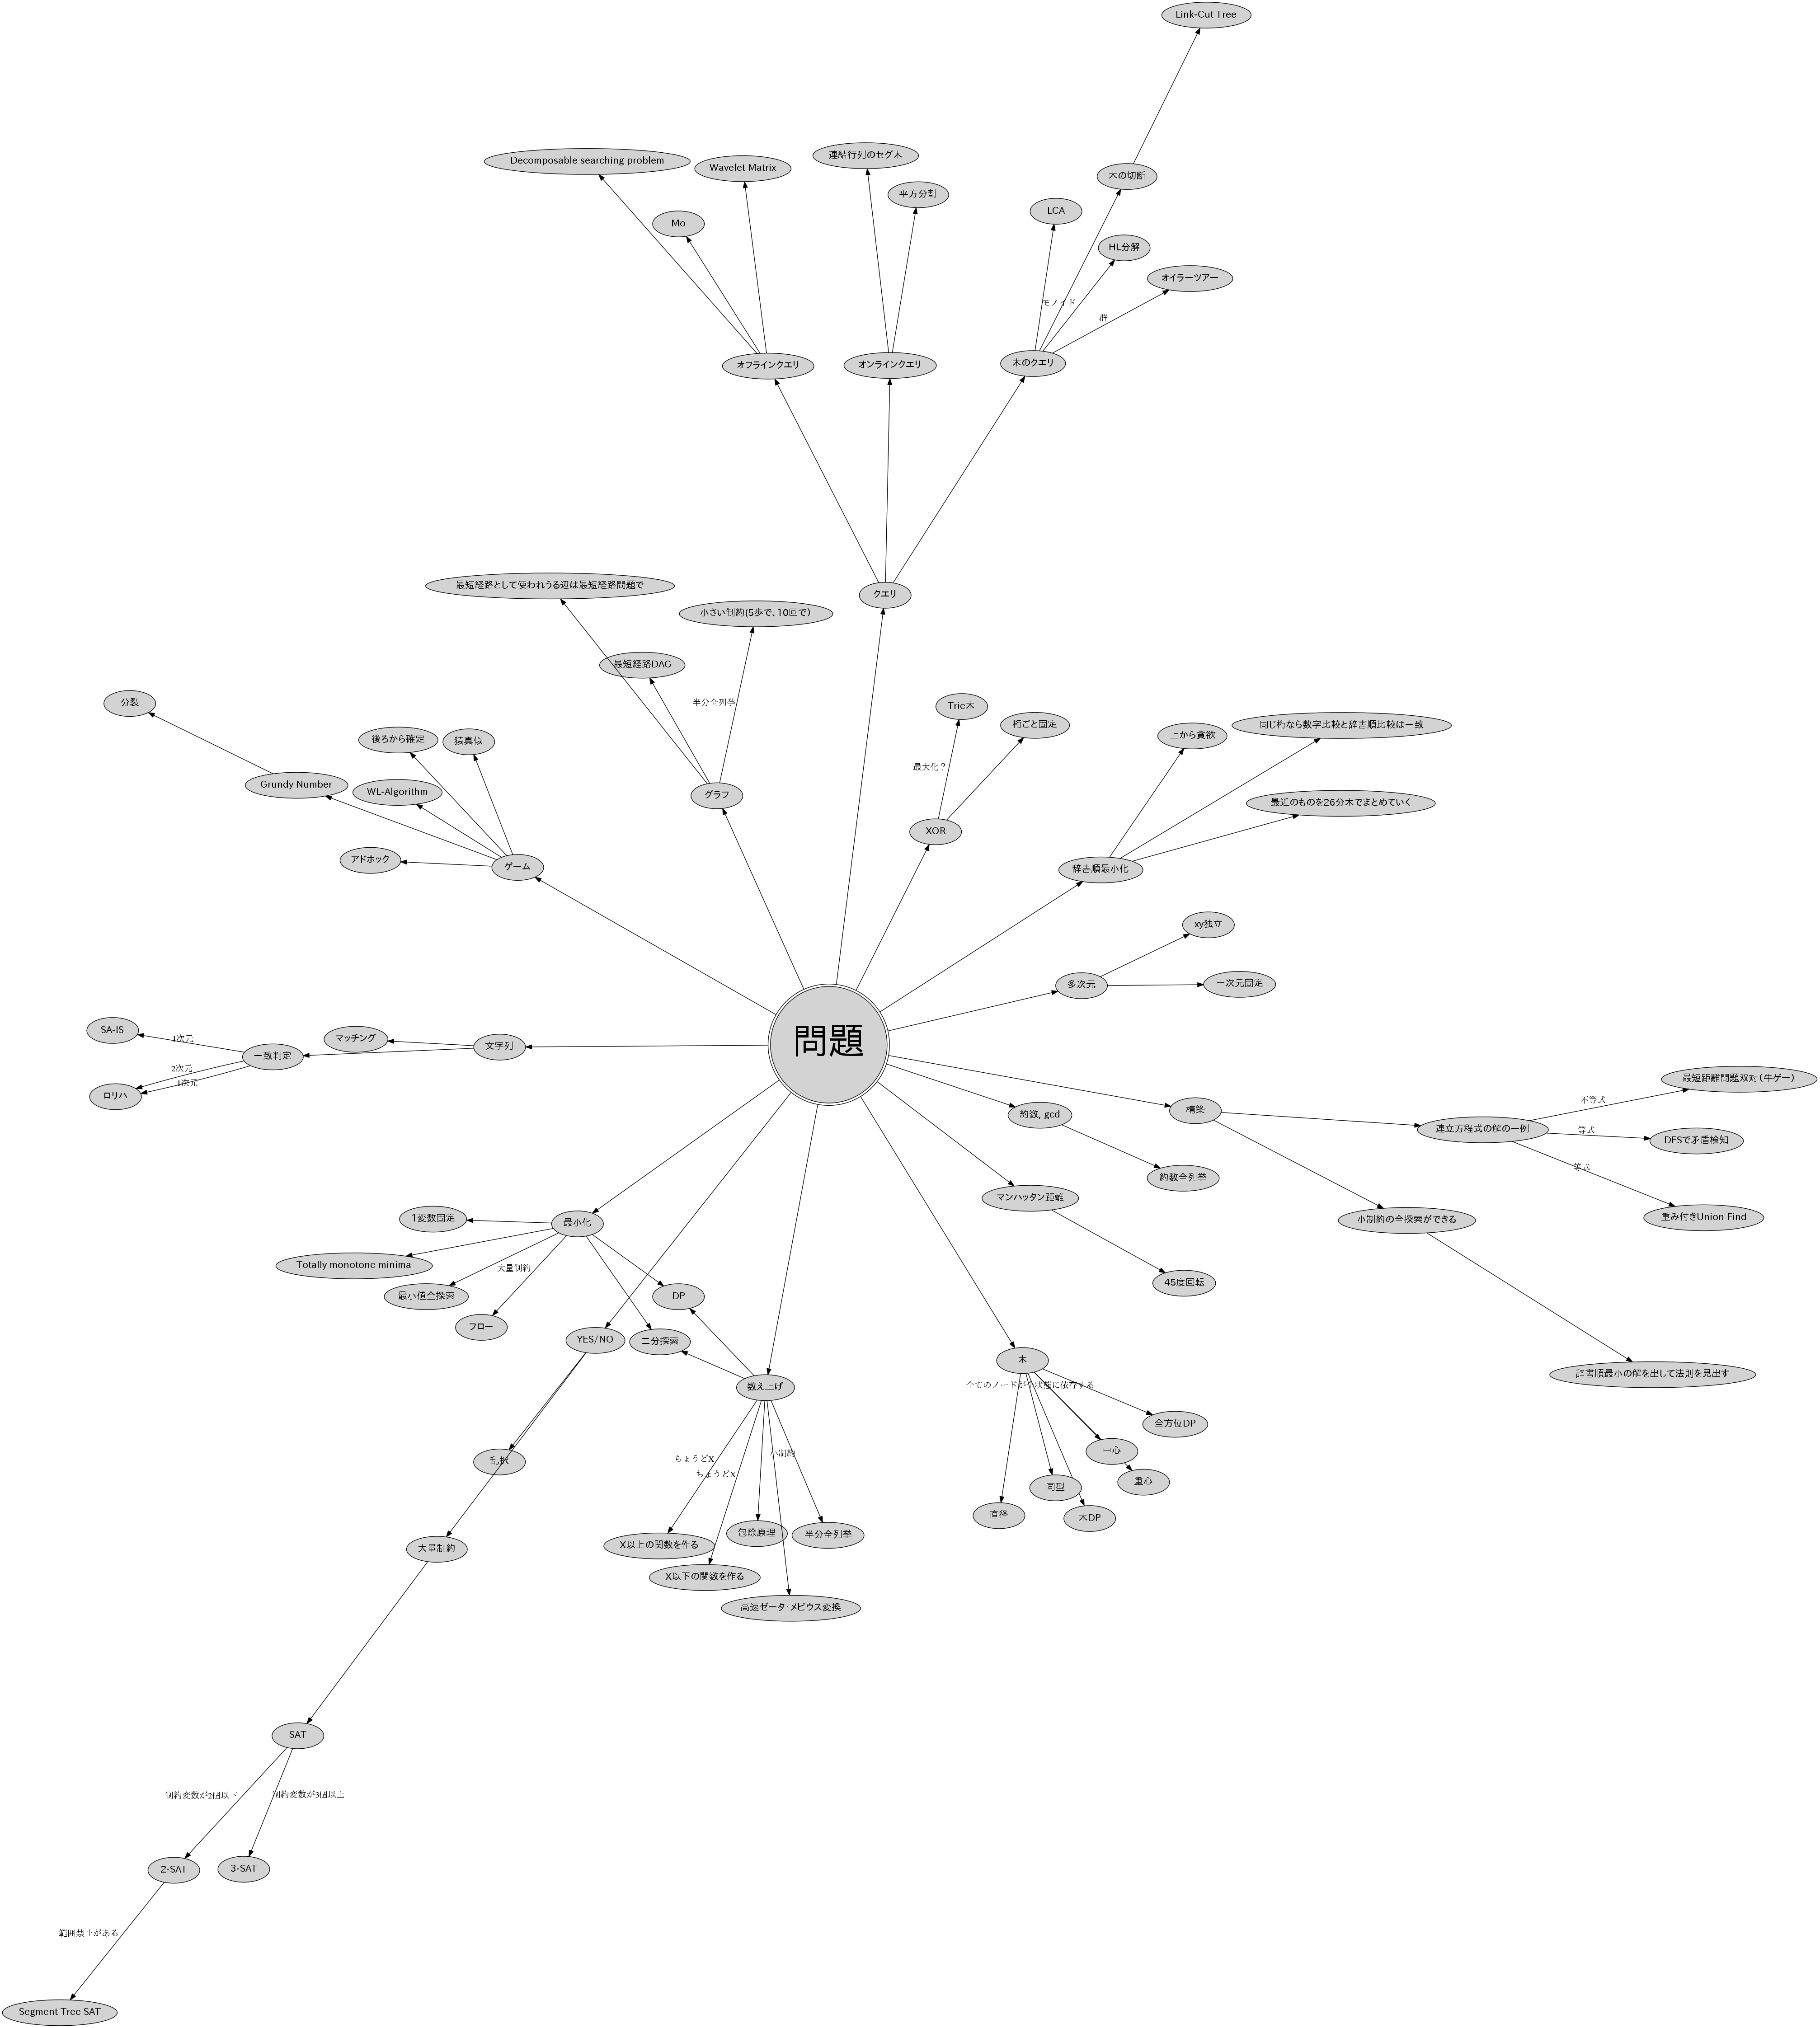 Link-Cut Tree
Decomposable searching problem
Wavelet Matrix
連結行列のセグ木
平方分割
木の切断
Mo
LCA
HL分解
オイラーツアー
モノイド
群
オフラインクエリ
オンラインクエリ
木のクエリ
クエリ
最短経路として使われうる辺は最短経路問題で
小さい制約(5歩で、10回で)
最短経路DAG
半分全列挙
分裂
後ろから確定
猿真似
Grundy Number
WL-Algorithm
グラフ
アドホック
ゲーム
Trie木
桁ごと固定
最大化？
XOR
上から貪欲
同じ桁なら数字比較と辞書順比較は一致
最近のものを26分木でまとめていく
辞書順最小化
xy独立
多次元
一次元固定
問題
SA-IS
1次元
一致判定
マッチング
文字列
2次元
1次元
ロリハ
約数, gcd
約数全列挙
構築
連立方程式の解の一例
不等式
最短距離問題双対(牛ゲー)
等式
DFSで矛盾検知
等式
重み付きUnion Find
マンハッタン距離
45度回転
小制約の全探索ができる
辞書順最小の解を出して法則を見出す
1変数固定
最小化
Totally monotone minima
大量制約
最小値全探索
DP
フロー
YES/NO
二分探索
数え上げ
木
全てのノードが全状態に依存する
全方位DP
中心
重心
同型
直径
木DP
乱択
ちょうどX
ちょうどX
小制約
X以上の関数を作る
包除原理
半分全列挙
X以下の関数を作る
高速ゼータ・メビウス変換
大量制約
SAT
制約変数が2個以下
制約変数が3個以上
2-SAT
3-SAT
範囲禁止がある
Segment Tree SAT